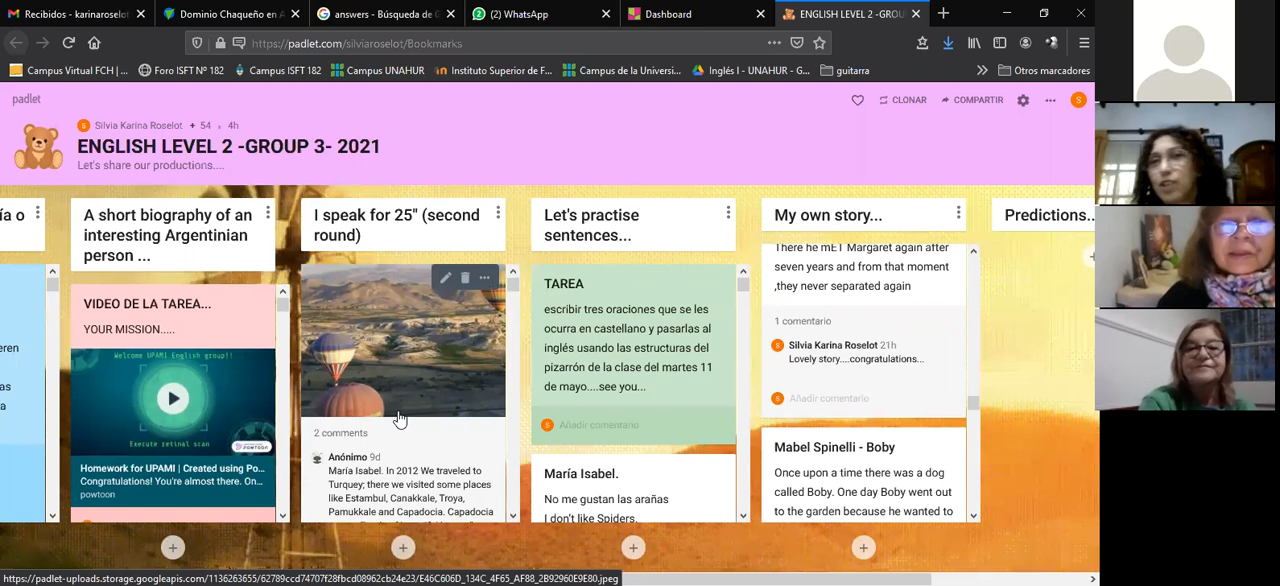 Recibidos - karinaroselot
Dominio Chaqueño en A
answers - Búsqueda de G
(2) WhatsApp
Dashboard
ENGLISH LEVEL 2 -GROU
https://padlet.com/silviaroselot/Bookmarks
Campus Virtual FCH | ...
Foro ISFT Nº 182
Campus ISFT 182
Campus UNAHUR
Instituto Superior de F...
Campus de la Universi...
Inglés I - UNAHUR - G...
guitarra
Otros marcadores
padlet
CLONAR
COMPARTIR
S
S Silvia Karina Roselot + 54 4h
ENGLISH LEVEL 2 -GROUP 3- 2021
Let's share our productions....
ía o
A short biography of an
interesting Argentinian
person ...
I speak for 25" (second
round)
Let's practise
sentences...
My own story...
Predictions...
eren
as
a
VIDEO DE LA TAREA...
YOUR MISSION.....
Welcome UPAMI English group!!
Execute retinal scan
POWTOON
Homework for UPAMI | Created using Po...
Congratulations! You're almost there. On...
powtoon
2 comments
Anónimo 9d
María Isabel. In 2012 We traveled to
Turquey; there we visited some places
like Estambul, Canakkale, Troya,
Pamukkale and Capadocia. Capadocia
TAREA
escribir tres oraciones que se les
ocurra en castellano y pasarlas al
inglés usando las estructuras del
pizarrón de la clase del martes 11
de mayo....see you...
S Añadir comentario
María Isabel.
No me gustan las arañas
I don't like Spiders.
There he mET Margaret again after
seven years and from that moment
,they never separated again
1 comentario
S Silvia Karina Roselot 21h
Lovely story....congratulations...
S Añadir comentario
Mabel Spinelli - Boby
Once upon a time there was a dog
called Boby. One day Boby went out
to the garden because he wanted to
https://padlet-uploads.storage.googleapis.com/1136263655/62789ccd74707f28fbcd08962cb24e23/E46C606D_134C_4F65_AF88_2B92960E9E80.jpeg